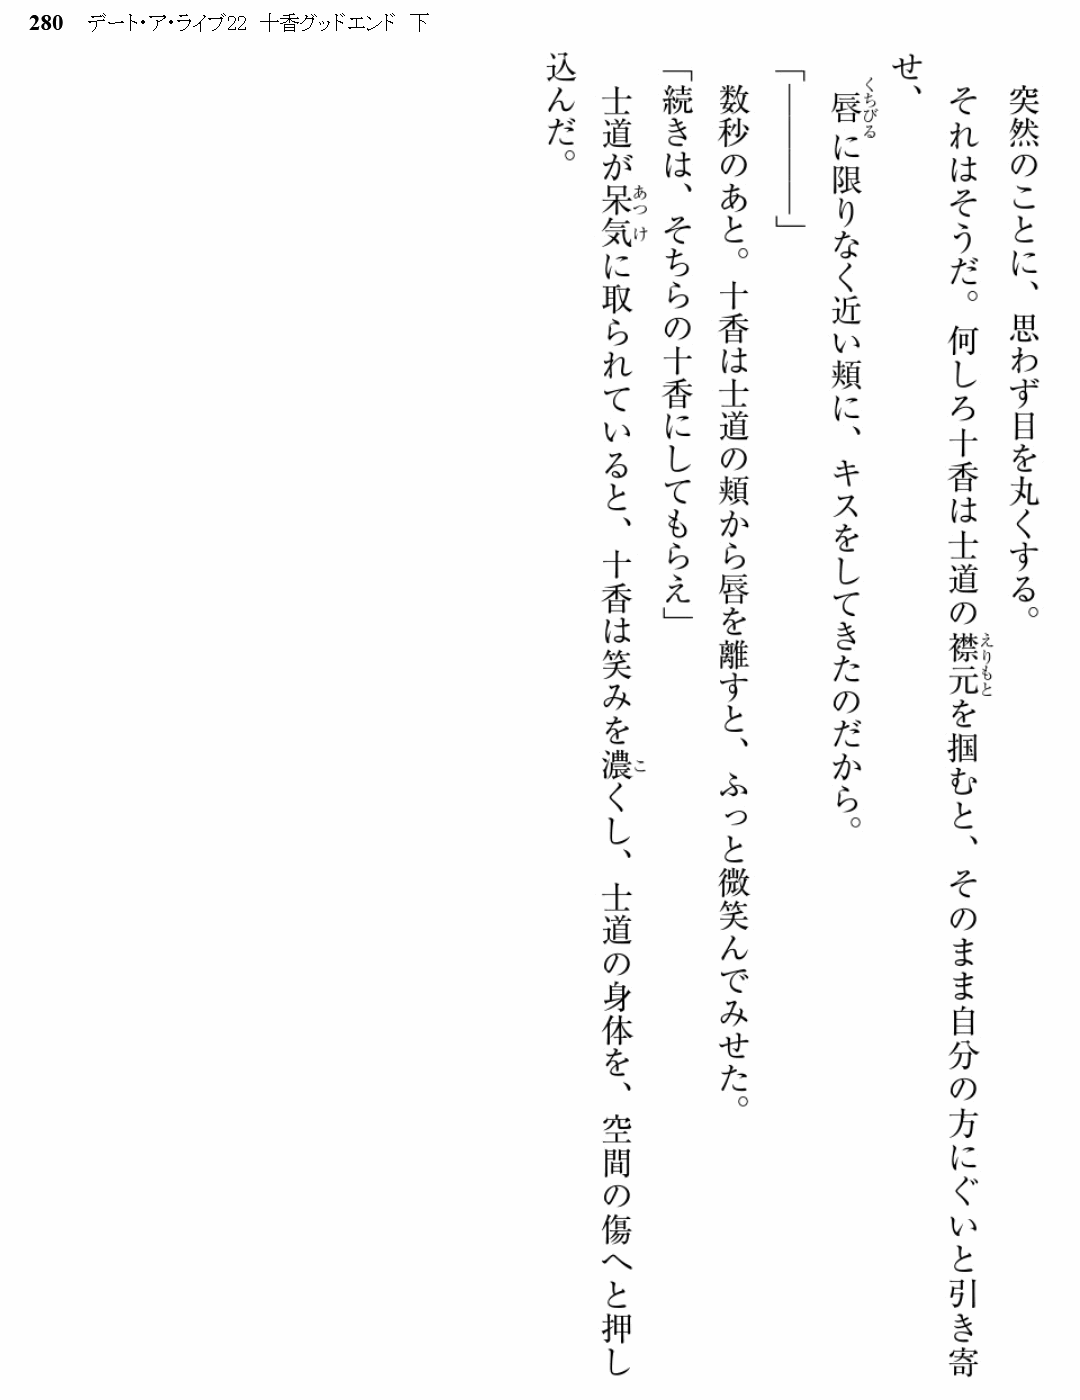 280 デート・ア・ライブ22 十香グッドエンド 下
突然のことに、思わず目を丸くする。
それはそうだ。何しろ十香は士道の襟元を掴むと、そのまま自分の方にぐいと引き寄
せ、
唇に限りなく近い頬に、キスをしてきたのだから。
「――――」
数秒のあと。十香は士道の頬から唇を離すと、ふっと微笑んでみせた。
「続きは、そちらの十香にしてもらえ」
士道が呆気に取られていると、十香は笑みを濃くし、士道の身体を、空間の傷へと押し
込んだ。